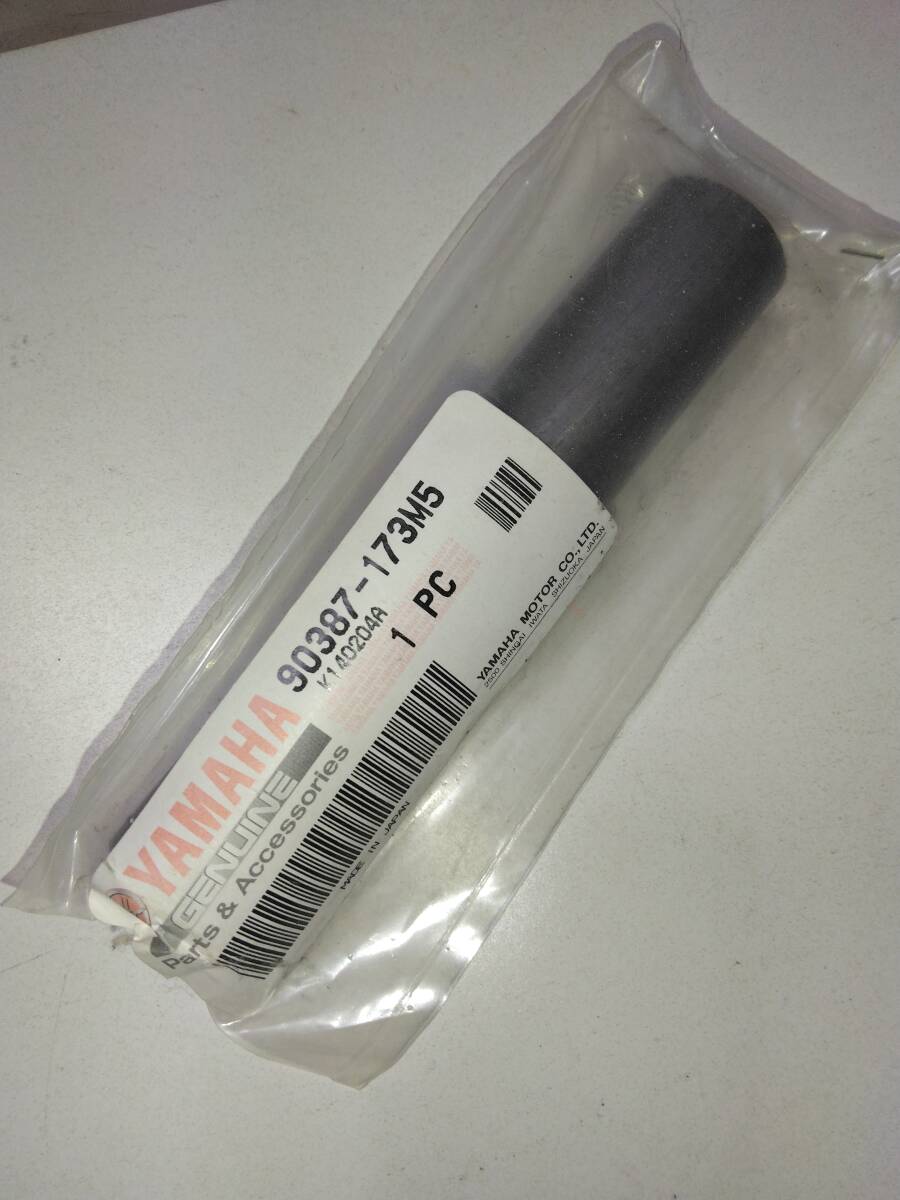 YAMAHA 90387-173M5
K1A0204A
GENUINE
1 PC
Parts & Accessories
MADE IN JAPAN
YAMAHA MOTOR CO., LTD.
2500 SHINGAI IWATA SHIZUOKA JAPAN